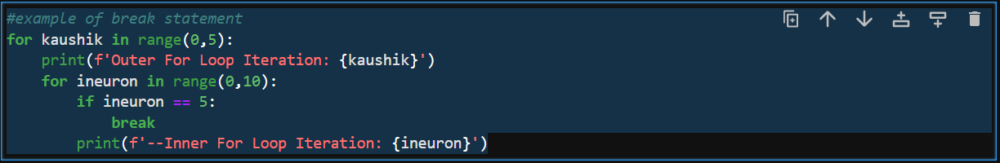 #example of break statement
for kaushik in range(0,5):
    print(f'Outer For Loop Iteration: {kaushik}')
    for ineuron in range(0,10):
        if ineuron == 5:
            break
        print(f'--Inner For Loop Iteration: {ineuron}')